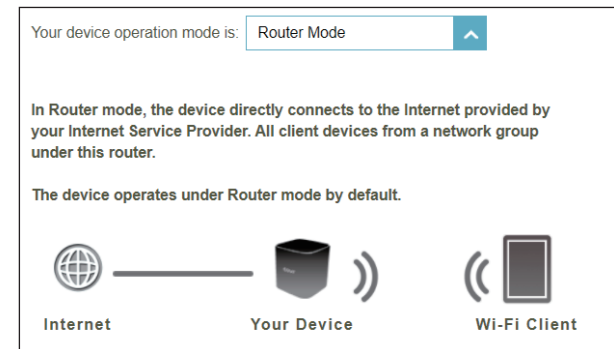 Your device operation mode is: Router Mode
In Router mode, the device directly connects to the Internet provided by
your Internet Service Provider. All client devices from a network group
under this router.
The device operates under Router mode by default.
Internet Your Device Wi-Fi Client